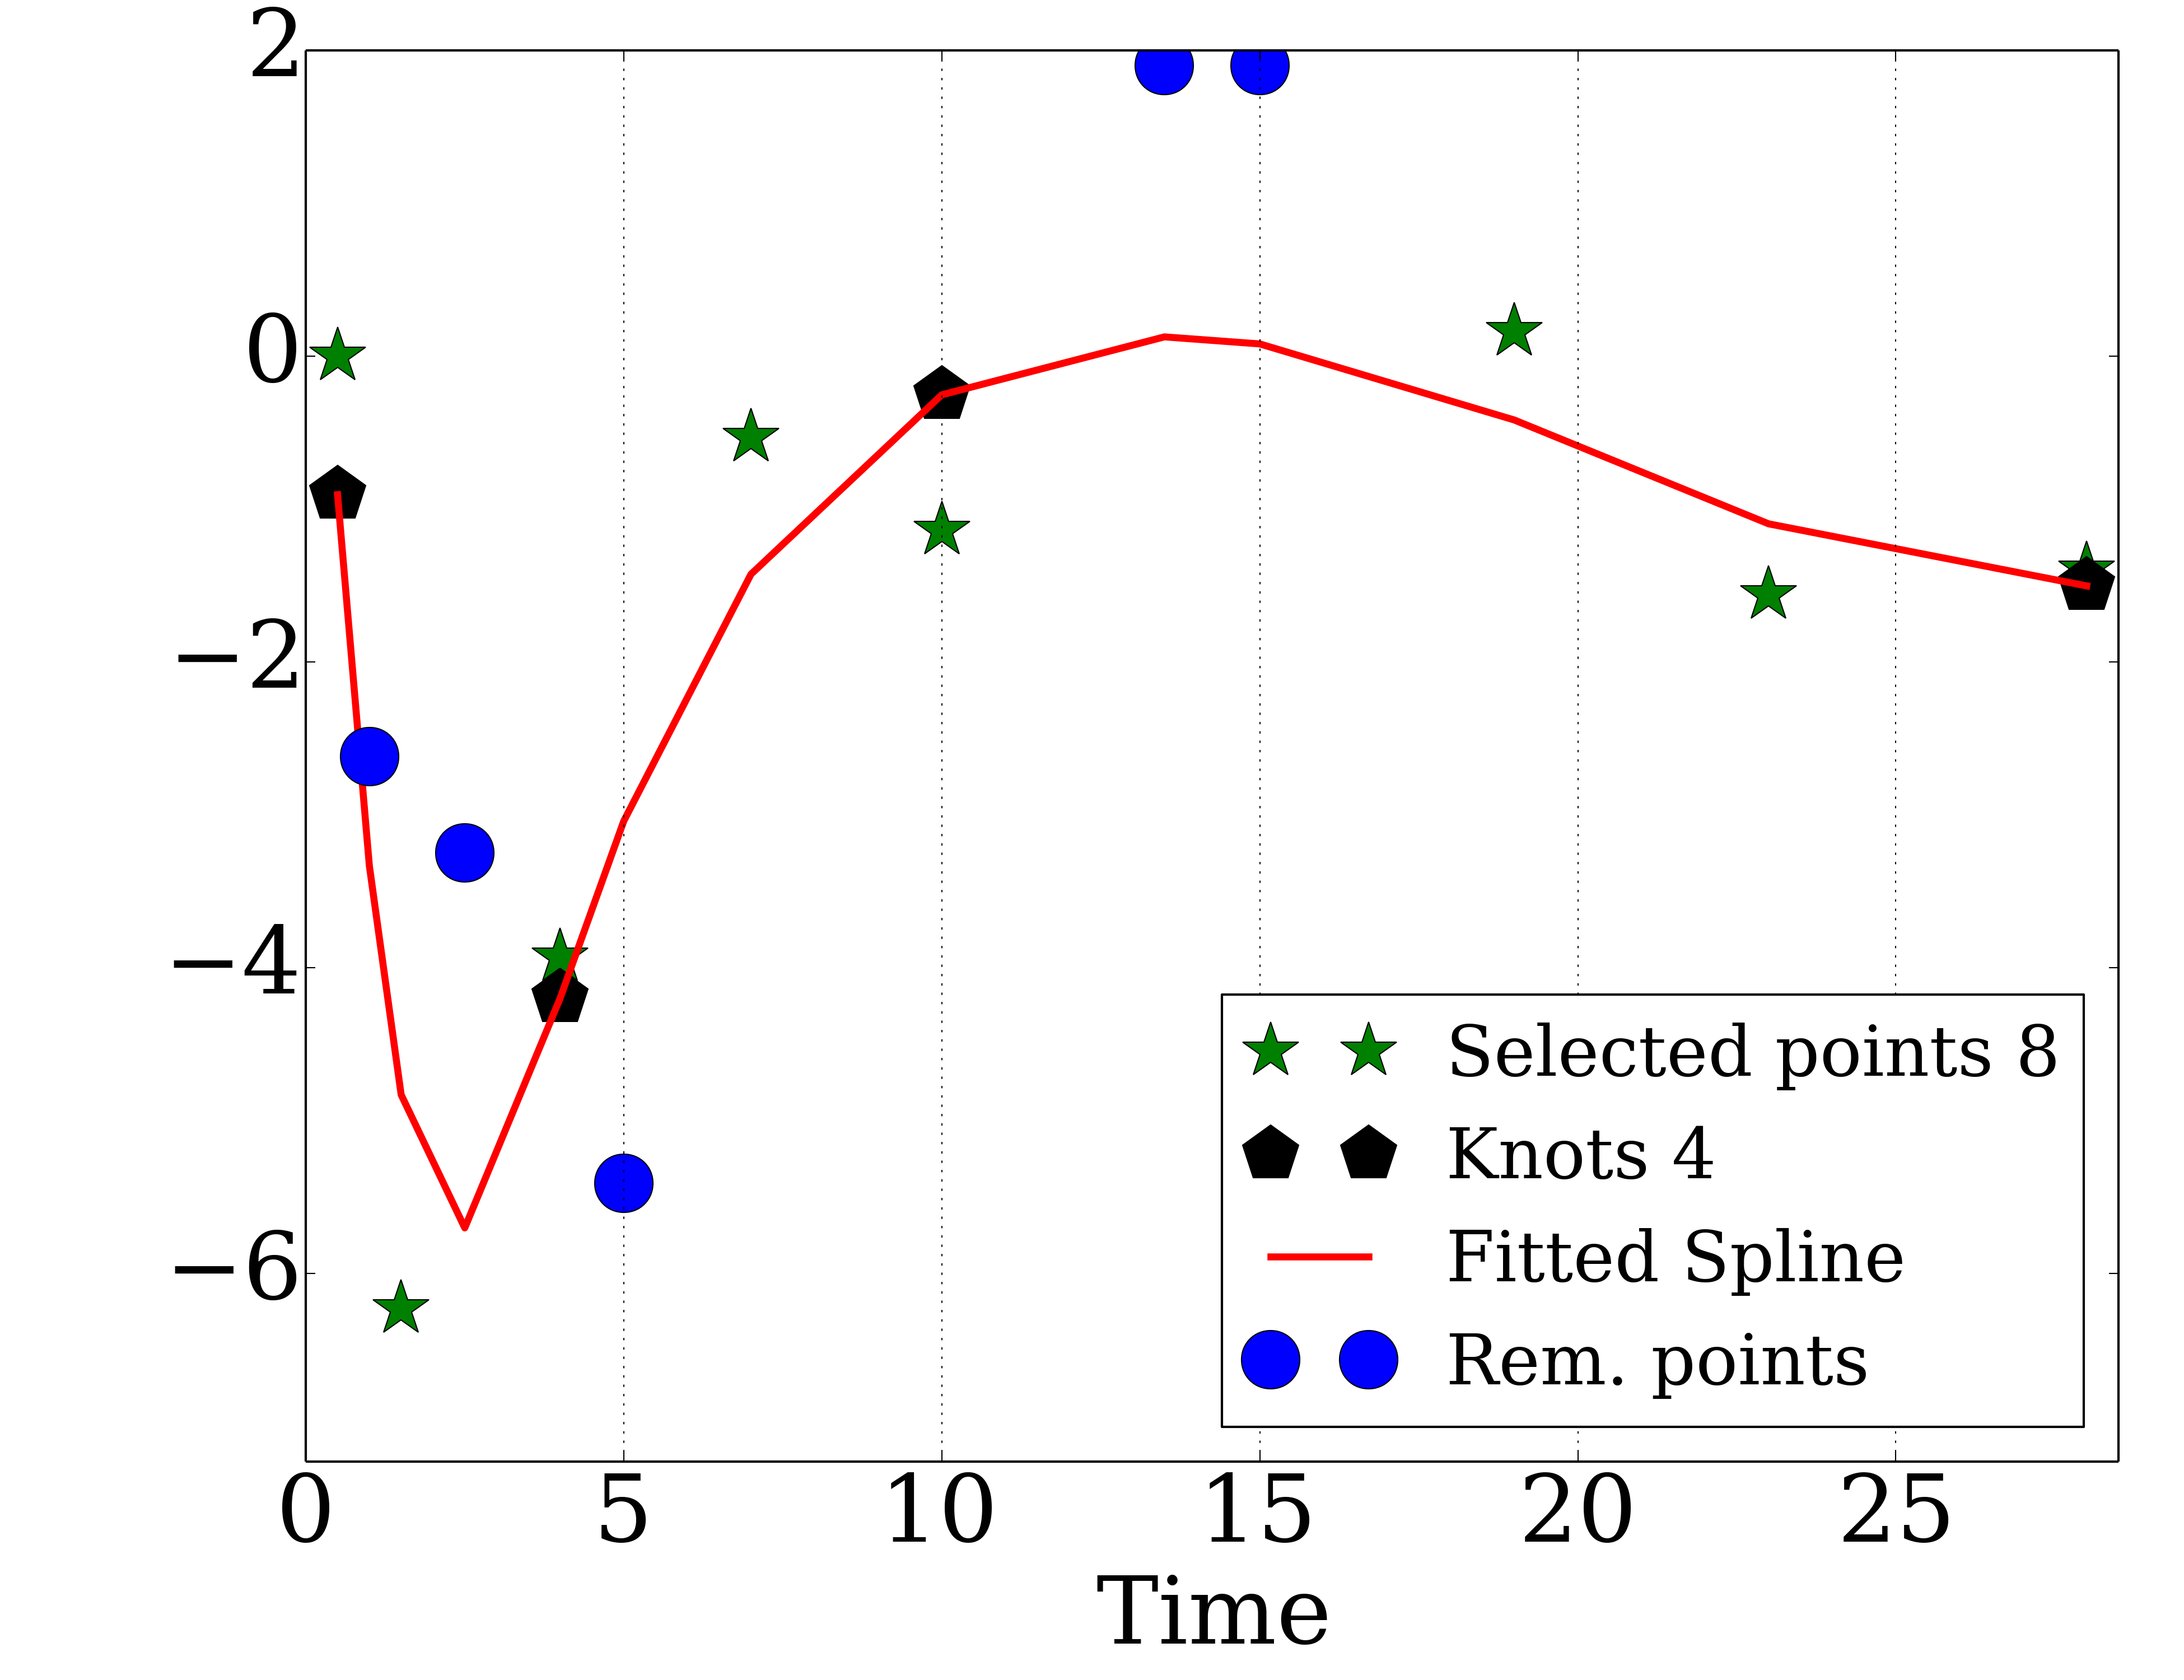 2
0
−2
−4
−6
0 5 10 15 20 25
Time
Selected points 8
Knots 4
Fitted Spline
Rem. points